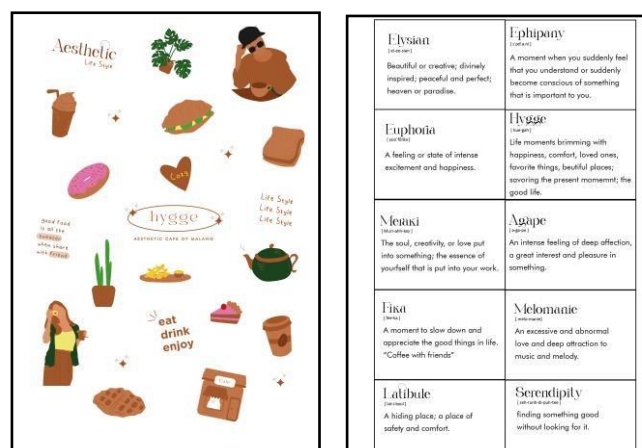 Aesthetic
Life Style
Cozy
Life Style
Life Style
Life Style
hygge
AESTHETIC CAFE OF MALANG
good food
is all the
when share
with friend
eat
drink
enjoy
Elysian
Beautiful or creative; divinely
inspired; peaceful and perfect;
heaven or paradise.
Ephipany
A moment when you suddenly feel
that you understand or suddenly
become conscious of something
that is important to you.
Euphoria
A feeling or state of intense
excitement and happiness.
Hygge
Life moments brimming with
happiness, comfort, loved ones,
favorite things, beutiful places;
savoring the present momemnt; the
good life.
Meraki
The soul, creativity, or love put
into something; the essence of
yourfself that is put into your work.
Agape
An intense feeling of deep affection,
a great interest and pleasure in
something.
Fika
A moment to slow down and
appreciate the good things in life.
“Coffee with friends”
Melomanie
An excessive and abnormal
love and deep attraction to
music and melody.
Latibule
A hiding place; a place of
safety and comfort.
Serendipity
finding something good
without looking for it.